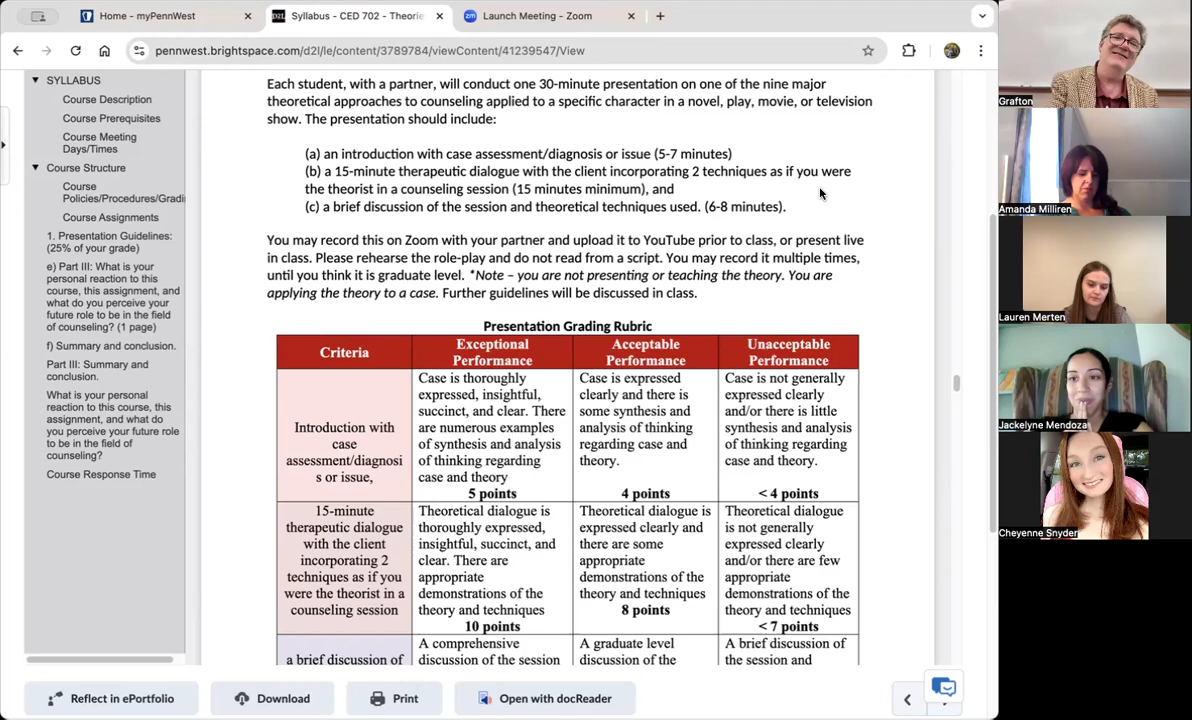 Home - myPennWest
D2L
Syllabus - CED 702 - Theorie
zm
Launch Meeting - Zoom
pennwest.brightspace.com/d2l/le/content/3789784/viewContent/41239547/View
SYLLABUS
Course Description
Course Prerequisites
Course Meeting
Days/Times
Course Structure
Course
Policies/Procedures/Gradi
Course Assignments
1. Presentation Guidelines:
(25% of your grade)
e) Part III: What is your
personal reaction to this
course, this assignment, and
what do you perceive your
future role to be in the field
of counseling? (1 page)
f) Summary and conclusion.
Part III: Summary and
conclusion.
What is your personal
reaction to this course, this
assignment, and what do
you perceive your future role
to be in the field of
counseling?
Course Response Time
Each student, with a partner, will conduct one 30-minute presentation on one of the nine major
theoretical approaches to counseling applied to a specific character in a novel, play, movie, or television
show. The presentation should include:
(a) an introduction with case assessment/diagnosis or issue (5-7 minutes)
(b) a 15-minute therapeutic dialogue with the client incorporating 2 techniques as if you were
the theorist in a counseling session (15 minutes minimum), and
(c) a brief discussion of the session and theoretical techniques used. (6-8 minutes).
You may record this on Zoom with your partner and upload it to YouTube prior to class, or present live
in class. Please rehearse the role-play and do not read from a script. You may record it multiple times,
until you think it is graduate level. *Note – you are not presenting or teaching the theory. You are
applying the theory to a case. Further guidelines will be discussed in class.
Presentation Grading Rubric
Criteria
Exceptional
Performance
Acceptable
Performance
Unacceptable
Performance
Introduction with
case
assessment/diagnosi
s or issue,
Case is thoroughly
expressed, insightful,
succinct, and clear. There
are numerous examples
of synthesis and analysis
of thinking regarding
case and theory
5 points
Case is expressed
clearly and there is
some synthesis and
analysis of thinking
regarding case and
theory.
4 points
Case is not generally
expressed clearly
and/or there is little
synthesis and analysis
of thinking regarding
case and theory.
< 4 points
15-minute
therapeutic dialogue
with the client
incorporating 2
techniques as if you
were the theorist in a
counseling session
Theoretical dialogue is
thoroughly expressed,
insightful, succinct, and
clear. There are
appropriate
demonstrations of the
theory and techniques
10 points
Theoretical dialogue is
expressed clearly and
there are some
appropriate
demonstrations of the
theory and techniques
8 points
Theoretical dialogue
is not generally
expressed clearly
and/or there are few
appropriate
demonstrations of the
theory and techniques
< 7 points
a brief discussion of
A comprehensive
discussion of the session
A graduate level
discussion of the
A brief discussion of
the session and
Reflect in ePortfolio
Download
Print
Open with docReader
Grafton
Amanda Milliren
Lauren Merten
Jackelyne Mendoza
Cheyenne Snyder